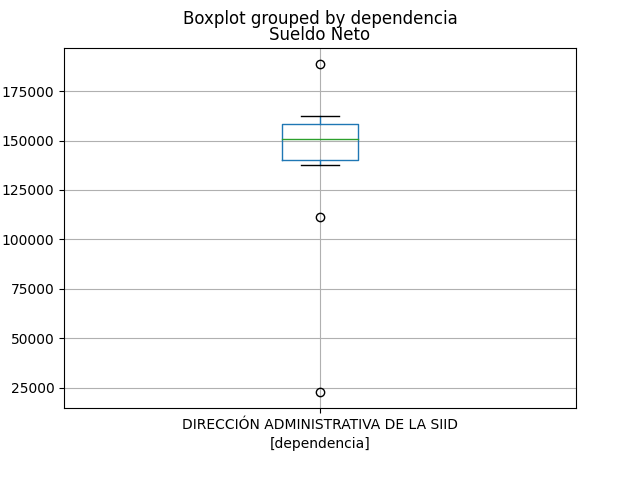 Boxplot grouped by dependencia
Sueldo Neto
175000
150000
125000
100000
75000
50000
25000
DIRECCIÓN ADMINISTRATIVA DE LA SIID
[dependencia]